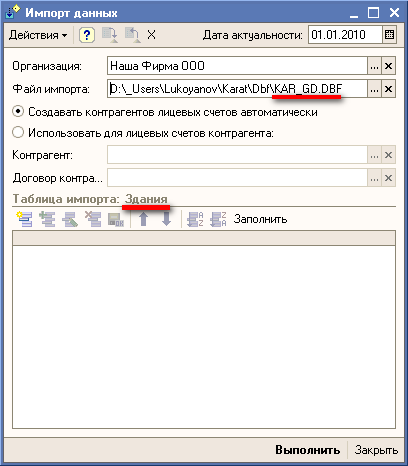 Импорт данных
Действия Дата актуальности: 01.01.2010
Организация: Наша Фирма ООО
Файл импорта: D:\_Users\Lukoyanov\Karat\Dbf\KAR_GD.DBF
Создавать контрагентов лицевых счетов автоматически
Использовать для лицевых счетов контрагента:
Контрагент:
Договор контра...
Таблица импорта: Здания
Заполнить
Выполнить Закрыть